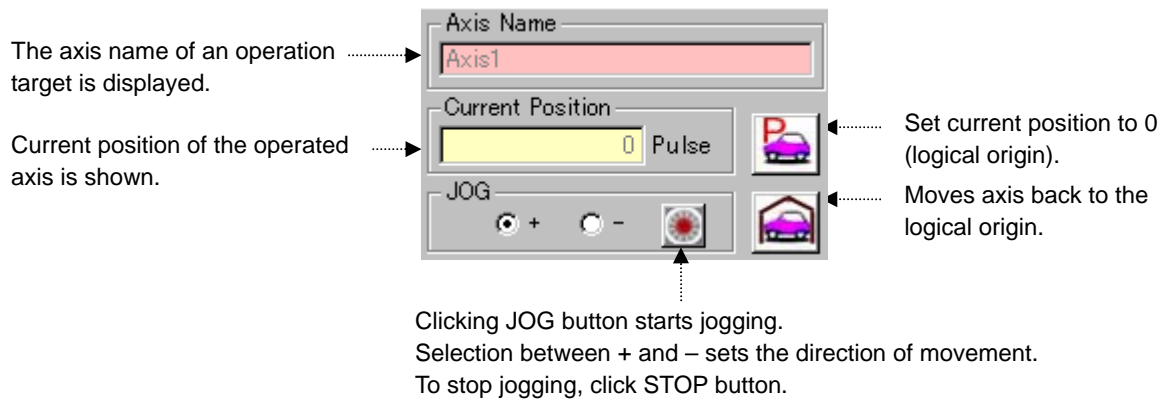 Axis Name
The axis name of an operation
target is displayed.
Axis1
Current Position
Current position of the operated
axis is shown.
0 Pulse
P
Set current position to 0
(logical origin).
JOG
+ -
Moves axis back to the
logical origin.
Clicking JOG button starts jogging.
Selection between + and – sets the direction of movement.
To stop jogging, click STOP button.